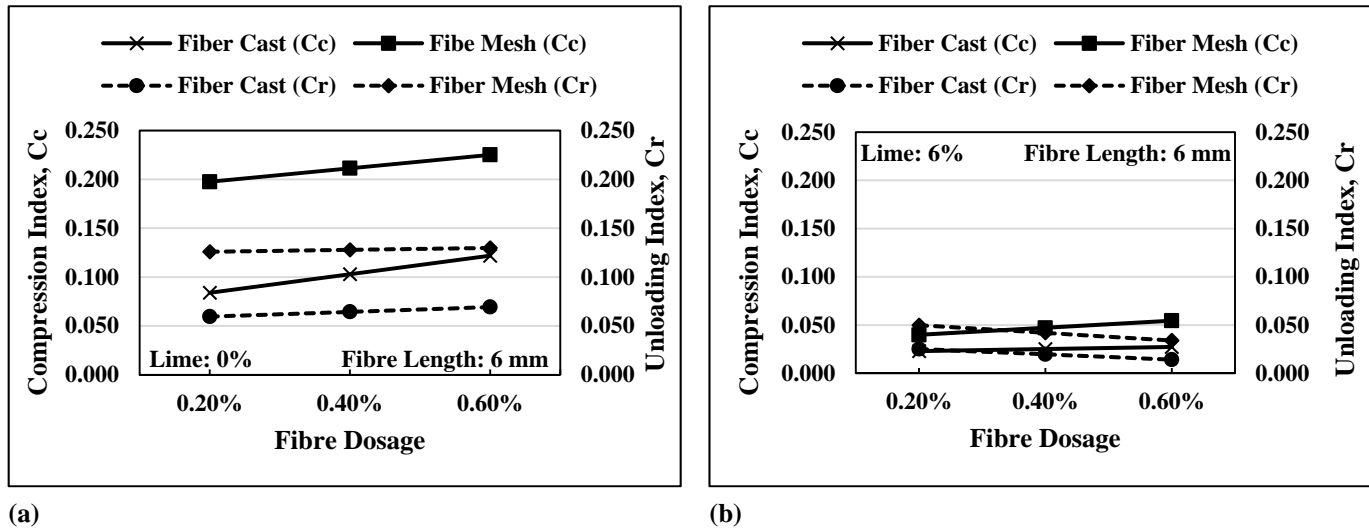 Fiber Cast (Cc) Fibe Mesh (Cc)
Fiber Cast (Cr) Fiber Mesh (Cr)
Compression Index, Cc
0.250
0.200
0.150
0.100
0.050
0.000
Lime: 0% Fibre Length: 6 mm
0.250
0.200
0.150
0.100
0.050
0.000
Unloading Index, Cr
0.20% 0.40% 0.60%
Fibre Dosage
(a)
Fiber Cast (Cc) Fiber Mesh (Cc)
Fiber Cast (Cr) Fiber Mesh (Cr)
Compression Index, Cc
0.250
0.200
0.150
0.100
0.050
0.000
Lime: 6% Fibre Length: 6 mm
0.250
0.200
0.150
0.100
0.050
0.000
Unloading Index, Cr
0.20% 0.40% 0.60%
Fibre Dosage
(b)